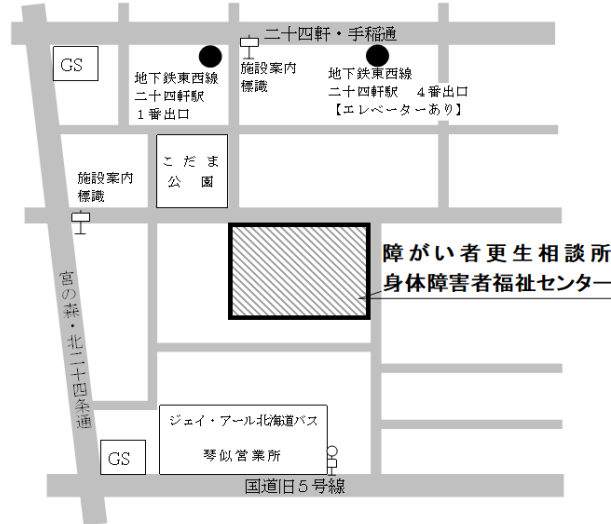 二十四軒・手稲通
GS
地下鉄東西線
二十四軒駅
１番出口
施設案内
標識
地下鉄東西線
二十四軒駅　４番出口
【エレベーターあり】
こだま
公園
施設案内
標識
障がい者更生相談所
身体障害者福祉センター
宮の森・北二十四条通
ジェイ・アール北海道バス
琴似営業所
GS
国道旧５号線